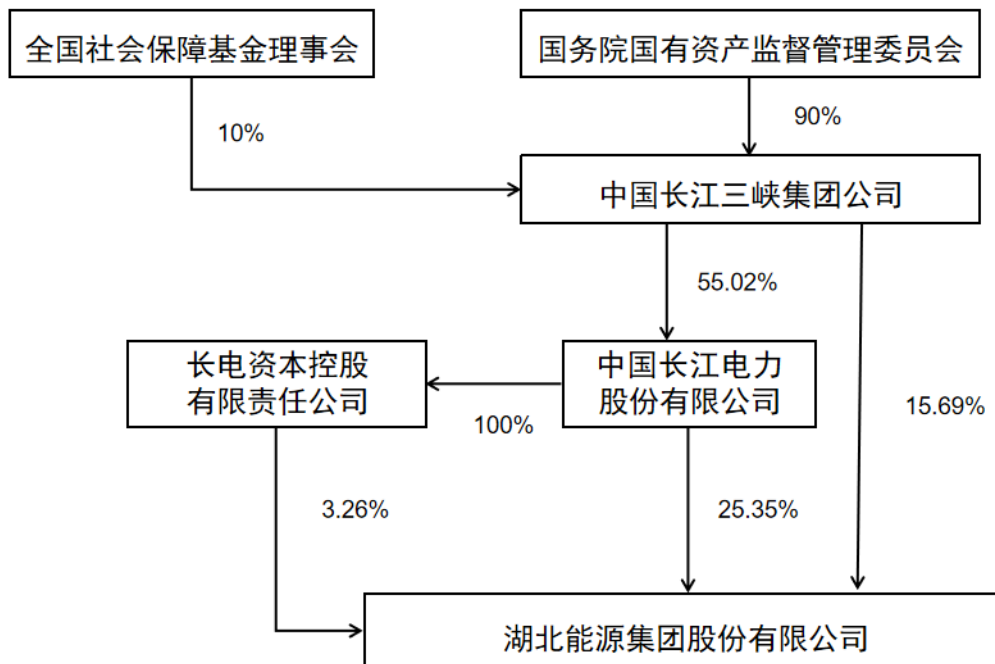 全国社会保障基金理事会
国务院国有资产监督管理委员会
10%
90%
中国长江三峡集团公司
55.02%
长电资本控股
有限责任公司
中国长江电力
股份有限公司
100%
15.69%
3.26%
25.35%
湖北能源集团股份有限公司